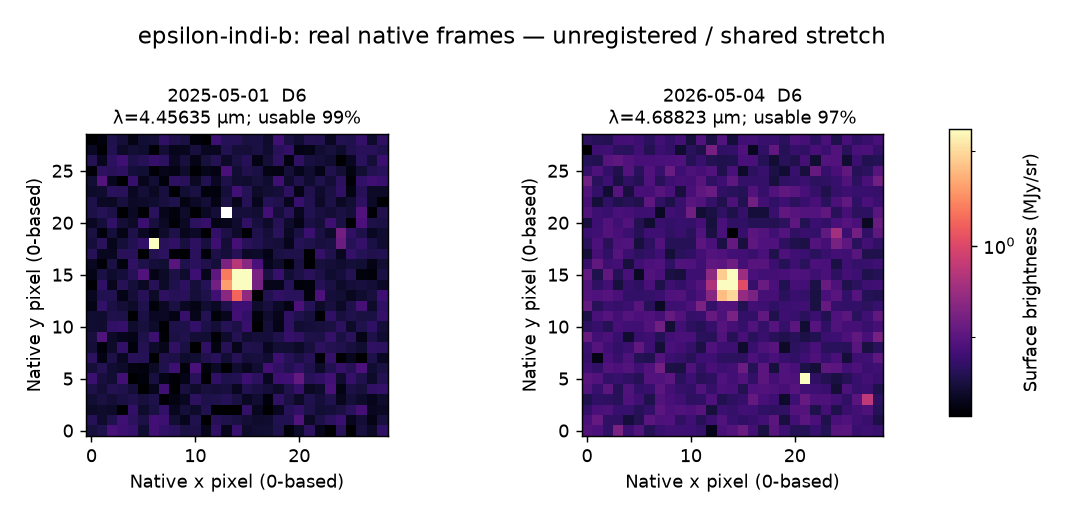 epsilon-indi-b: real native frames — unregistered / shared stretch
2025-05-01 D6
λ=4.45635 μm; usable 99%
2026-05-04 D6
λ=4.68823 μm; usable 97%
Native y pixel (0-based)
25
20
15
10
5
0
0
10
20
Native x pixel (0-based)
Native y pixel (0-based)
25
20
15
10
5
0
0
10
20
Native x pixel (0-based)
10⁰
Surface brightness (MJy/sr)